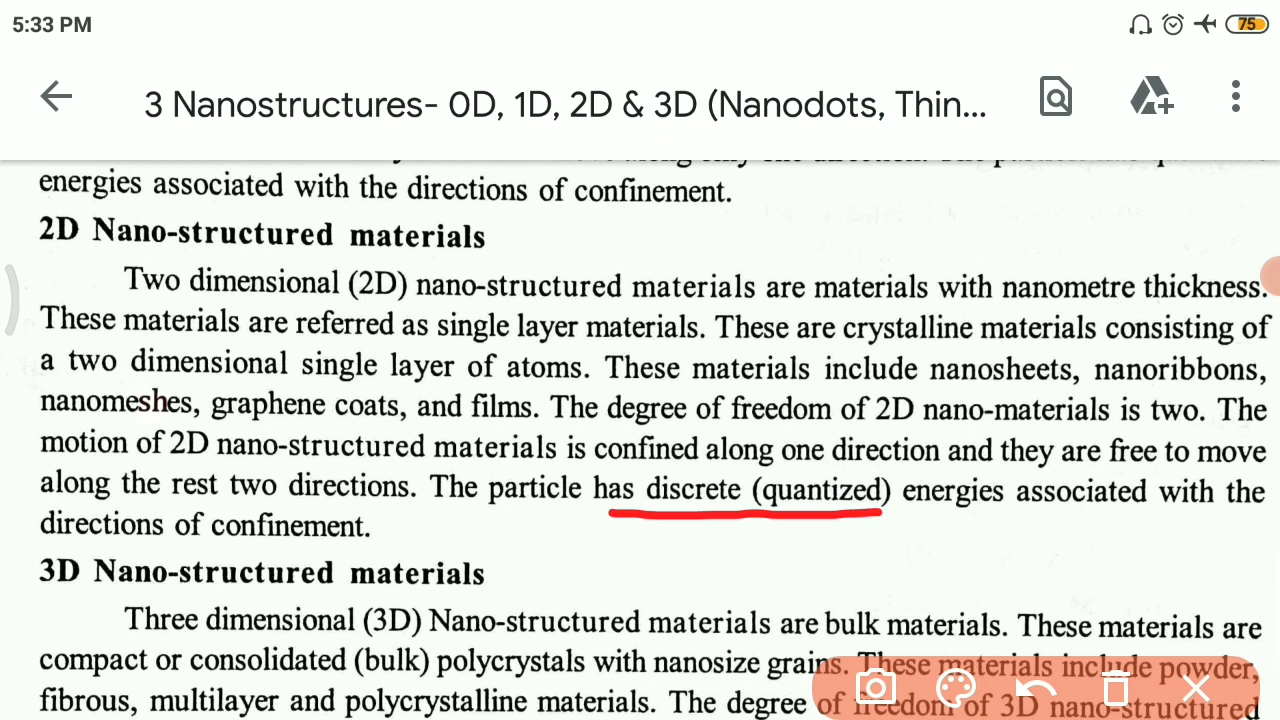 5:33 PM
75
3 Nanostructures- 0D, 1D, 2D & 3D (Nanodots, Thin...
energies associated with the directions of confinement.
2D Nano-structured materials
Two dimensional (2D) nano-structured materials are materials with nanometre thickness.
These materials are referred as single layer materials. These are crystalline materials consisting of
a two dimensional single layer of atoms. These materials include nanosheets, nanoribbons,
nanomeshes, graphene coats, and films. The degree of freedom of 2D nano-materials is two. The
motion of 2D nano-structured materials is confined along one direction and they are free to move
along the rest two directions. The particle has discrete (quantized) energies associated with the
directions of confinement.
3D Nano-structured materials
Three dimensional (3D) Nano-structured materials are bulk materials. These materials are
compact or consolidated (bulk) polycrystals with nanosize grains. These materials include powder,
fibrous, multilayer and polycrystalline materials. The degree of freedom of 3D nano-structured